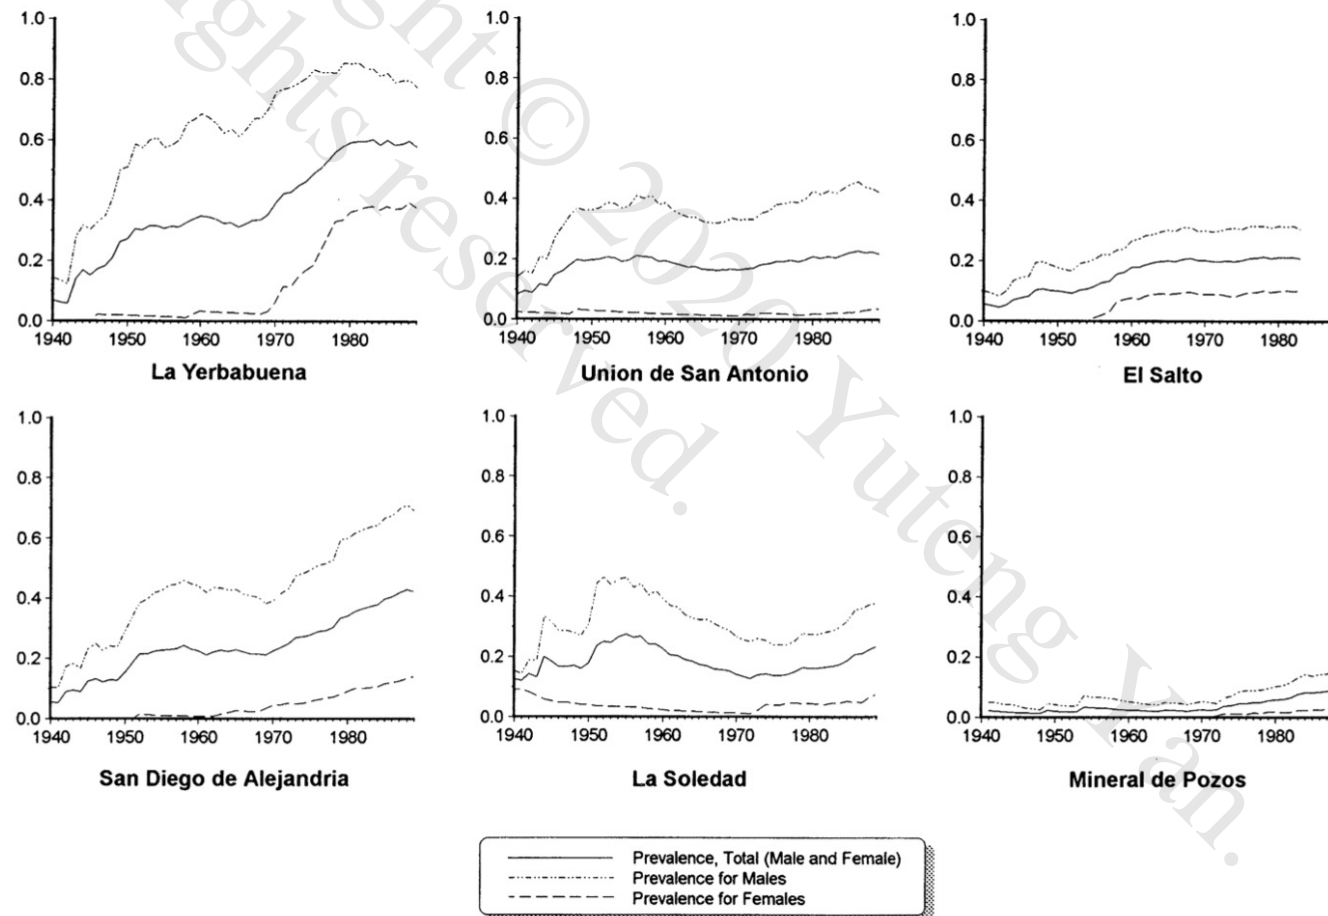 1.0 1.0 1.0
0.8 0.8 0.8
0.6 0.6 0.6
0.4 0.4 0.4
0.2 0.2 0.2
0.0 0.0 0.0
1940 1950 1960 1970 1980 1940 1950 1960 1970 1980 1940 1950 1960 1970 1980
La Yerbabuena Union de San Antonio El Salto
1.0 1.0 1.0
0.8 0.8 0.8
0.6 0.6 0.6
0.4 0.4 0.4
0.2 0.2 0.2
0.0 0.0 0.0
1940 1950 1960 1970 1980 1940 1950 1960 1970 1980 1940 1950 1960 1970 1980
San Diego de Alejandria La Soledad Mineral de Pozos
Prevalence, Total (Male and Female)
Prevalence for Males
Prevalence for Females
ght © 2020 Yuteng Yan.
ghts reserved.